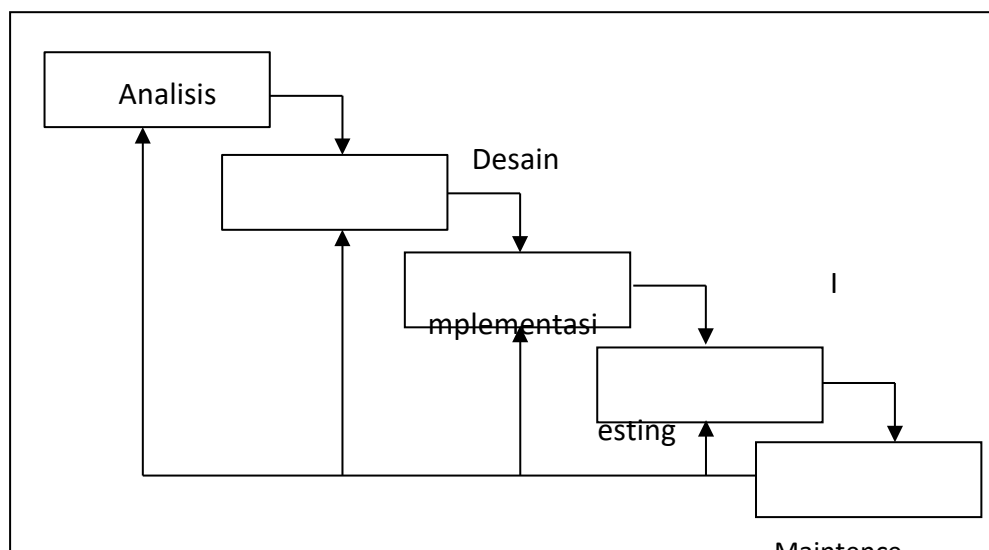 Analisis
Desain
I
mplementasi
esting
Maintence